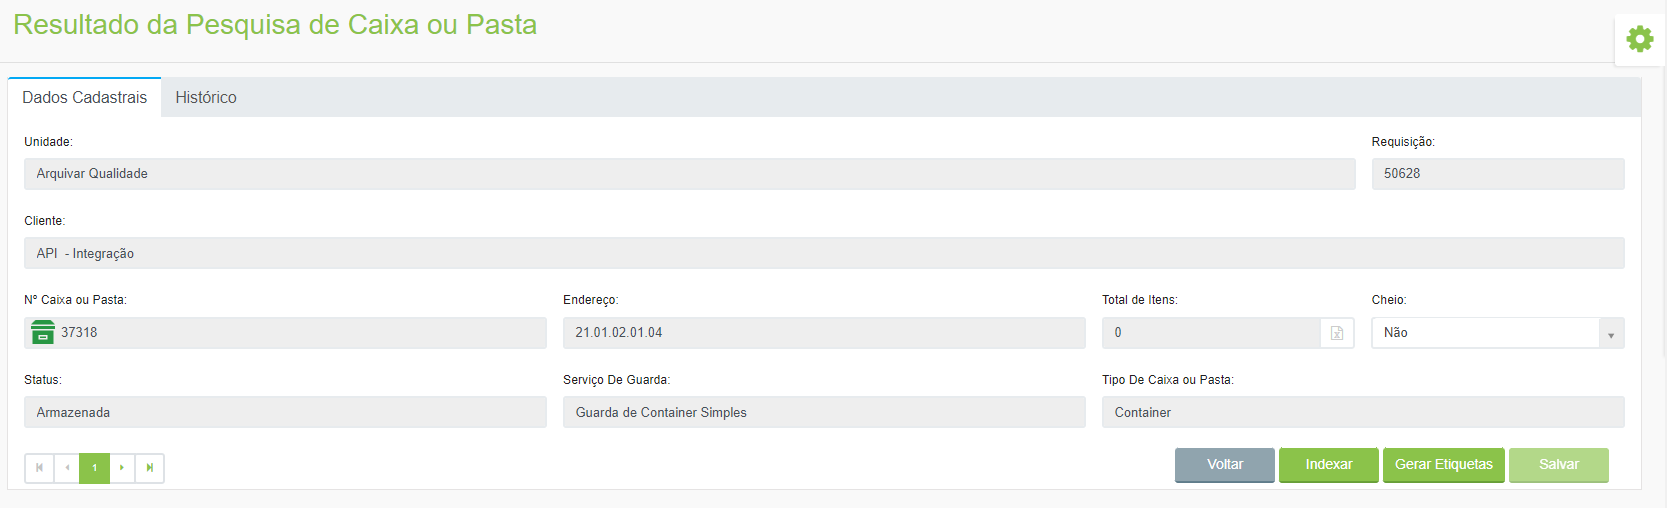 Resultado da Pesquisa de Caixa ou Pasta
Dados Cadastrais Histórico
Unidade: Requisição:
Arquivar Qualidade 50628
Cliente:
API - Integração
Nº Caixa ou Pasta: Endereço: Total de Itens: Cheio:
37318 21.01.02.01.04 0 Não
Status: Serviço De Guarda: Tipo De Caixa ou Pasta:
Armazenada Guarda de Container Simples Container
1 Voltar Indexar Gerar Etiquetas Salvar